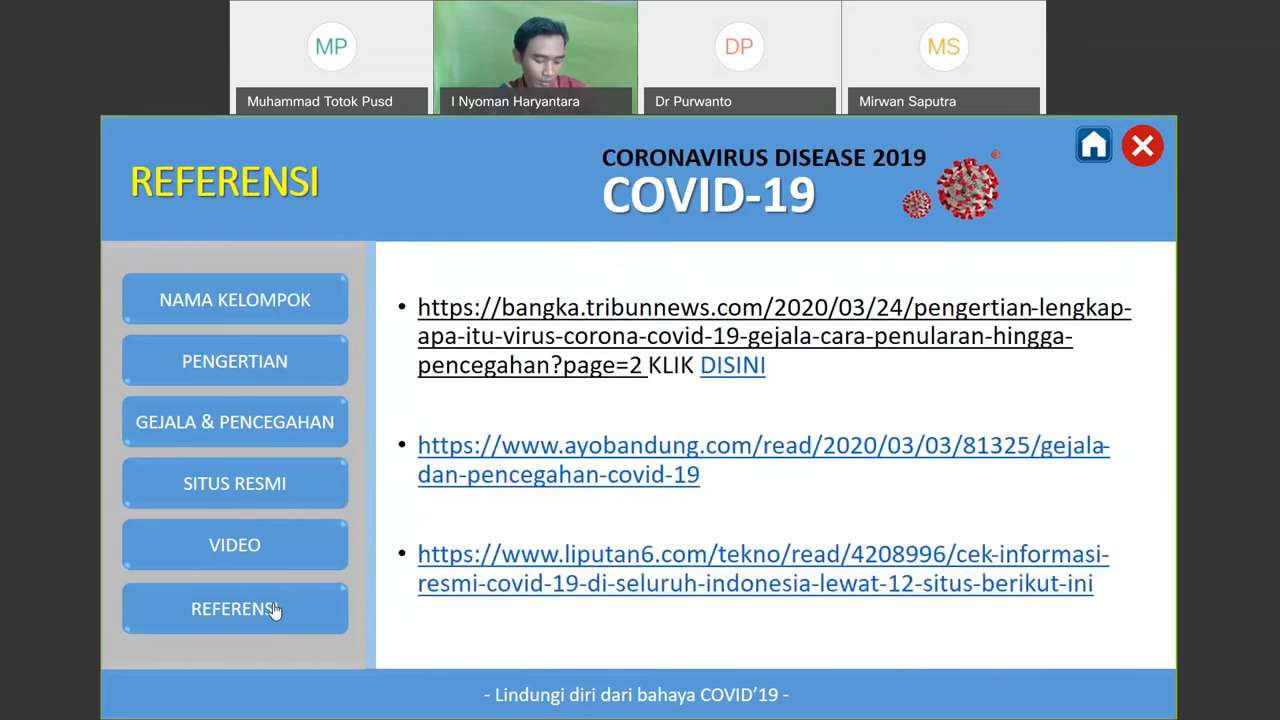 MP
DP
MS
Muhammad Totok Pusd
I Nyoman Haryantara
Dr Purwanto
Mirwan Saputra
REFERENSI
CORONAVIRUS DISEASE 2019
COVID-19
NAMA KELOMPOK
PENGERTIAN
GEJALA & PENCEGAHAN
SITUS RESMI
VIDEO
REFERENSI
• https://bangka.tribunnews.com/2020/03/24/pengertian-lengkap-
apa-itu-virus-corona-covid-19-gejala-cara-penularan-hingga-
pencegahan?page=2 KLIK DISINI
• https://www.ayobandung.com/read/2020/03/03/81325/gejala-
dan-pencegahan-covid-19
• https://www.liputan6.com/tekno/read/4208996/cek-informasi-
resmi-covid-19-di-seluruh-indonesia-lewat-12-situs-berikut-ini
- Lindungi diri dari bahaya COVID’19 -